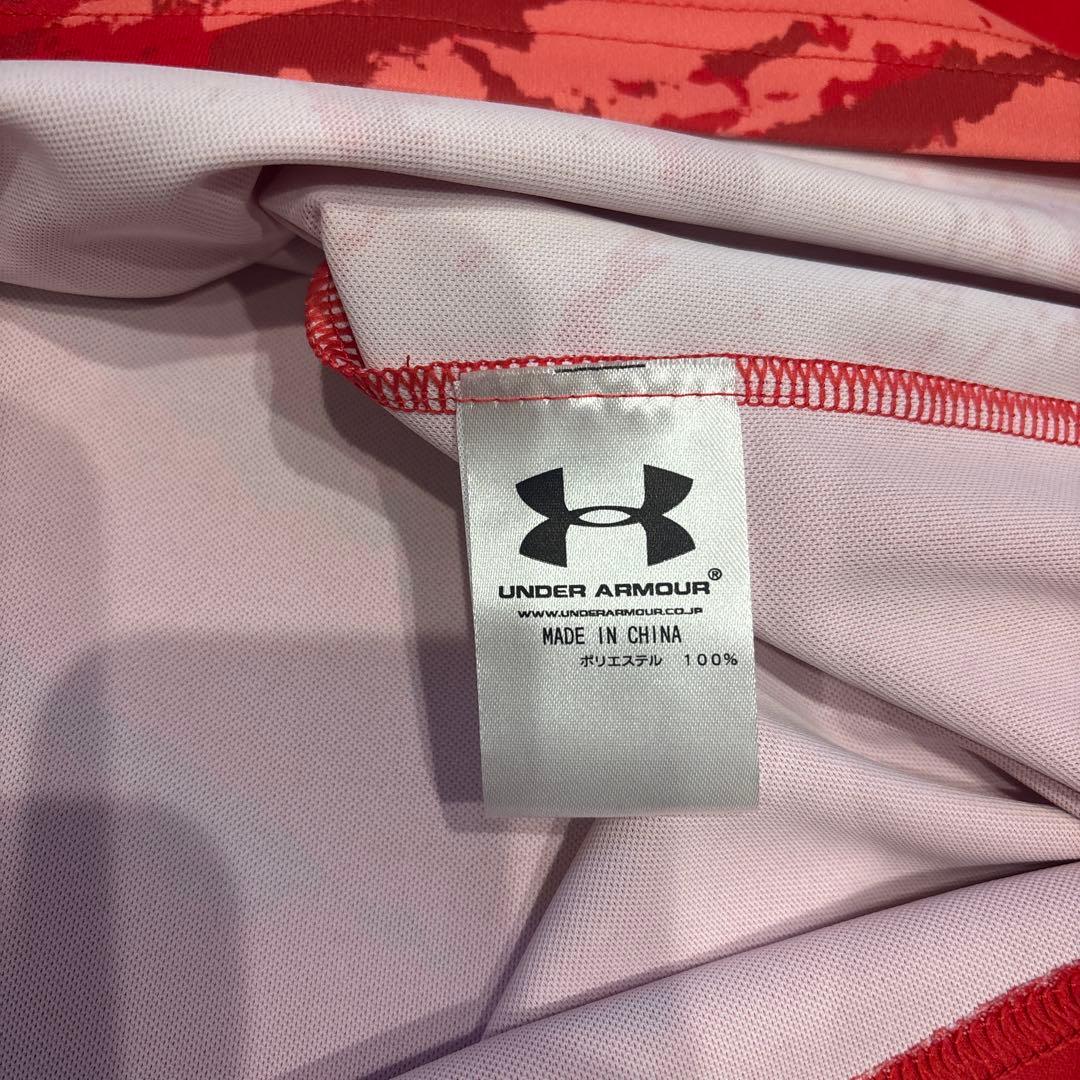 UNDER ARMOUR®
WWW.UNDERARMOUR.CO.JP
MADE IN CHINA
ポリエステル 100%